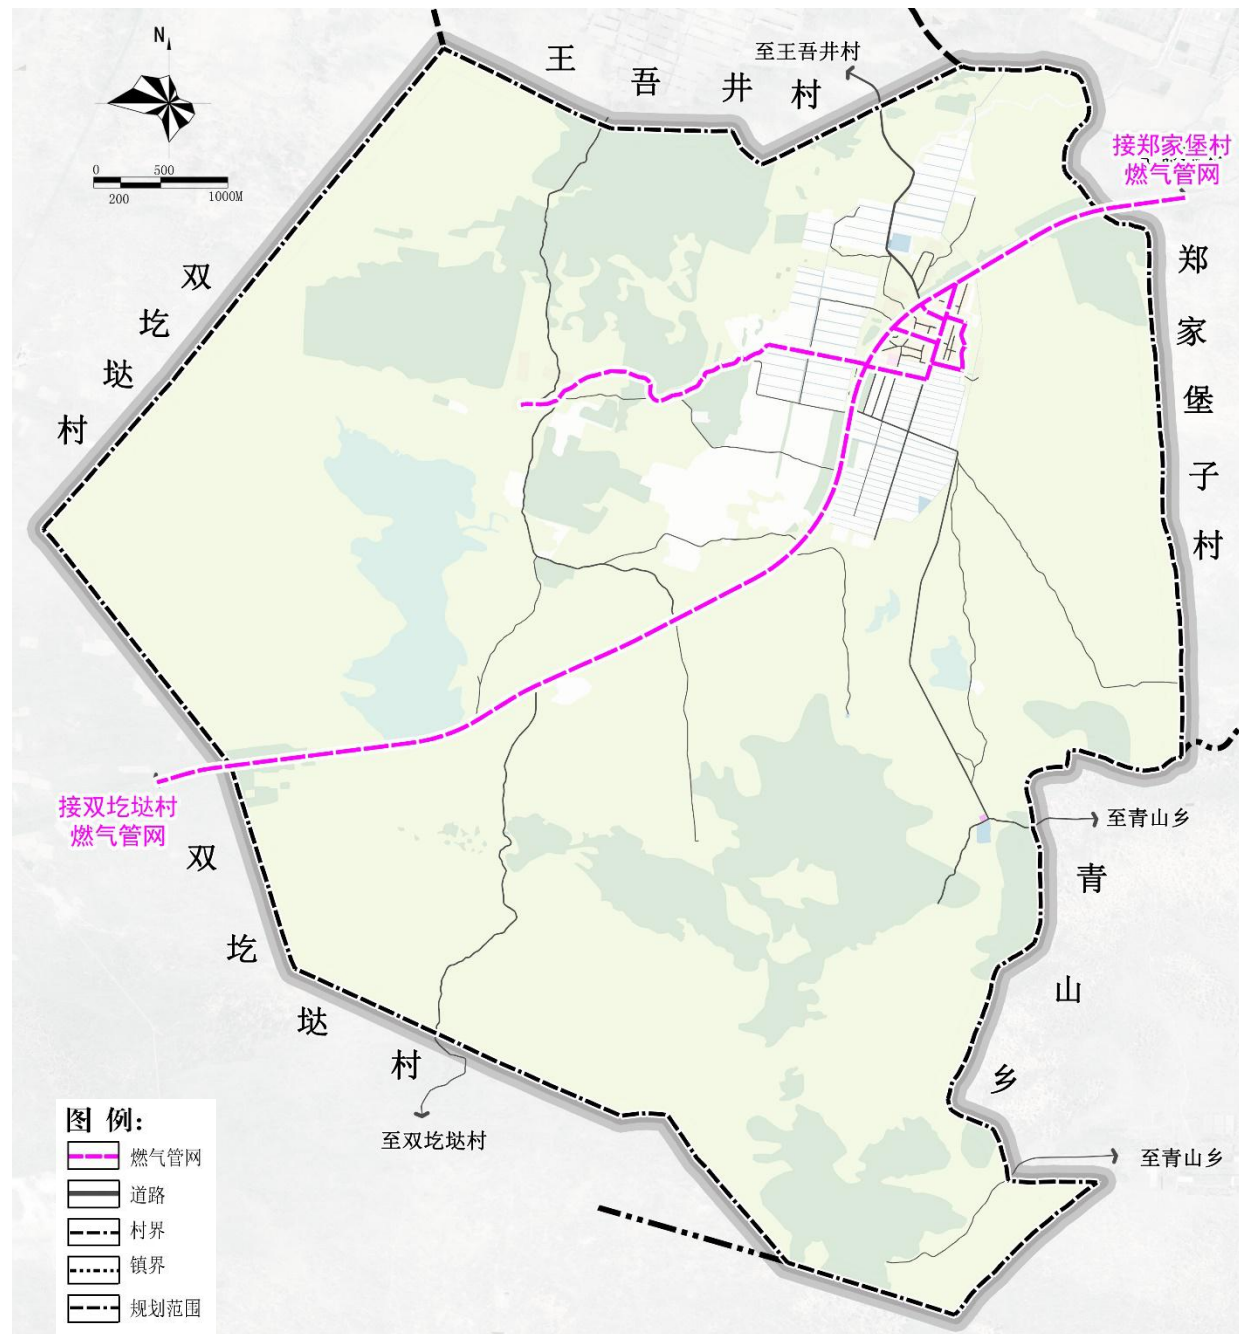 N
0 500
200 1000M
王吾井村
至王吾井村
接郑家堡村
燃气管网
双圪垯村
郑家堡子村
接双圪垯村
燃气管网
双圪垯村
至青山乡
青山乡
至双圪垯村
至青山乡
图 例:
燃气管网
道路
村界
镇界
规划范围